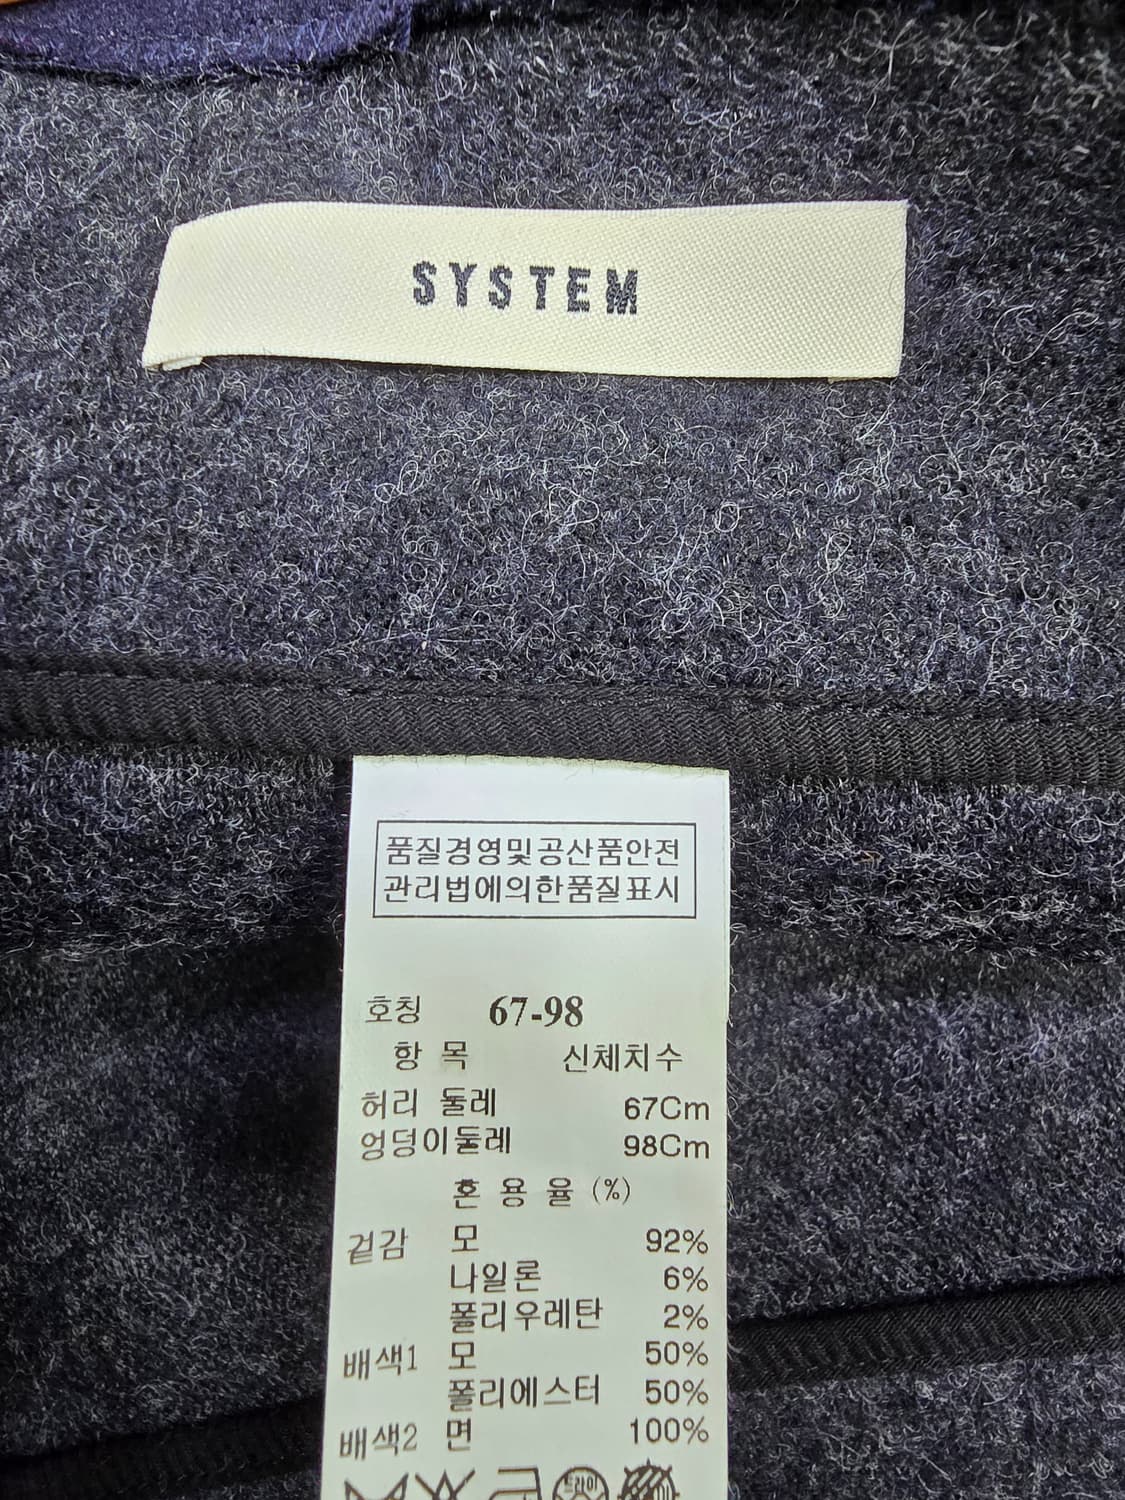 SYSTEM
품질경영및공산품안전
관리법에의한품질표시
호칭 67-98
항 목 신체치수
허리 둘레 67Cm
엉덩이둘레 98Cm
혼 용 율 (%)
겉감 모 92%
나일론 6%
폴리우레탄 2%
배색1 모 50%
폴리에스터 50%
배색2 면 100%
드라이